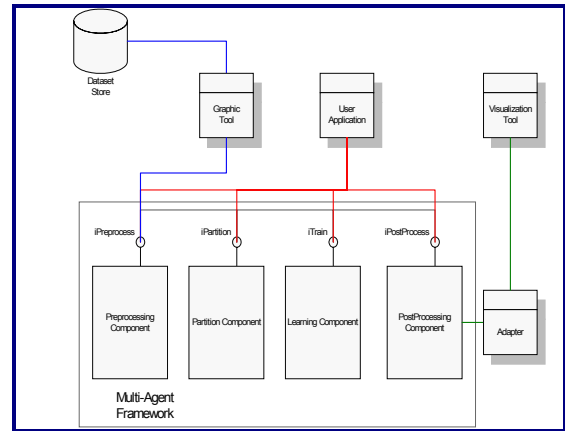 Dataset
Store
Graphic
Tool
User
Application
Visualization
Tool
iPreprocess
iPartition
iTrain
iPostProcess
Preprocessing
Component
Partition Component
Learning Component
PostProcessing
Component
Adapter
Multi-Agent
Framework